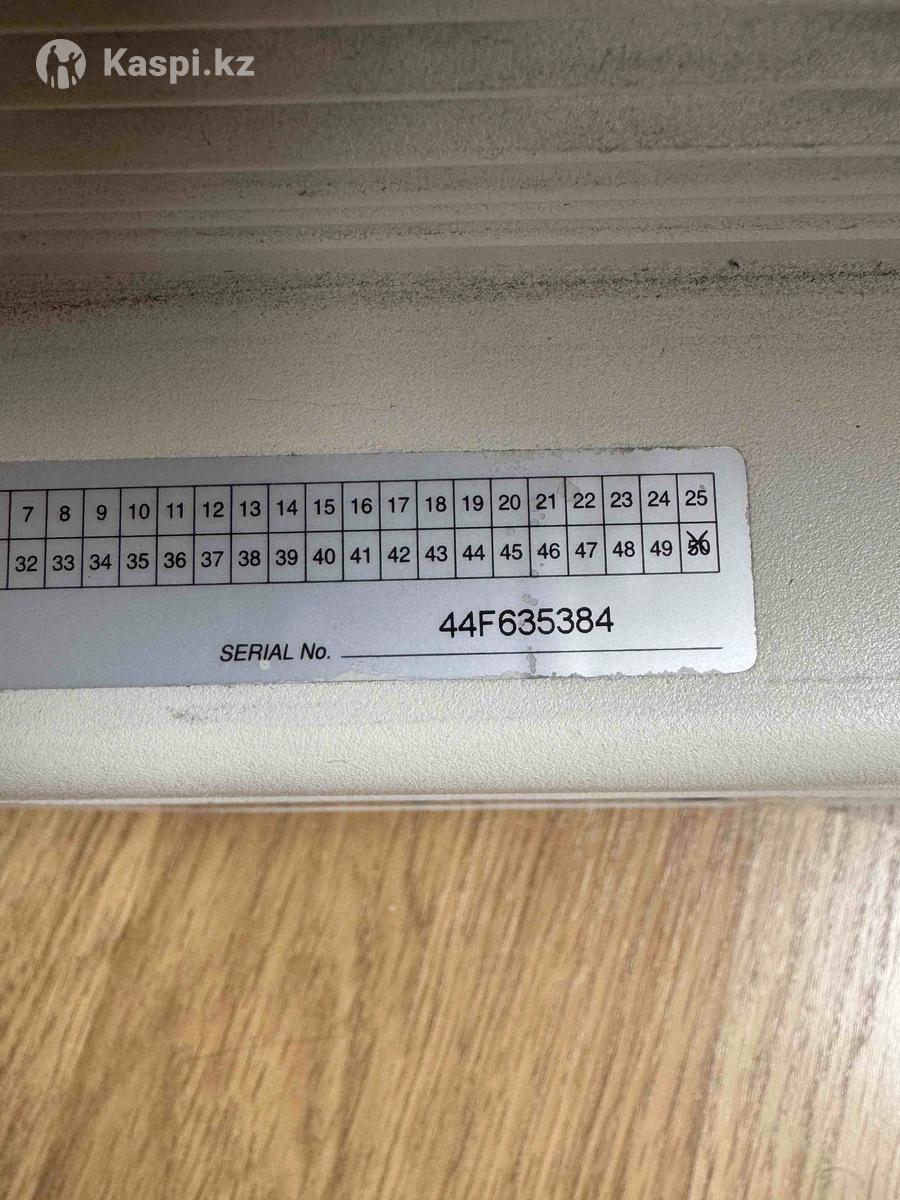 Kaspi.kz
7 8 9 10 11 12 13 14 15 16 17 18 19 20 21 22 23 24 25
32 33 34 35 36 37 38 39 40 41 42 43 44 45 46 47 48 49 50
44F635384
SERIAL No.